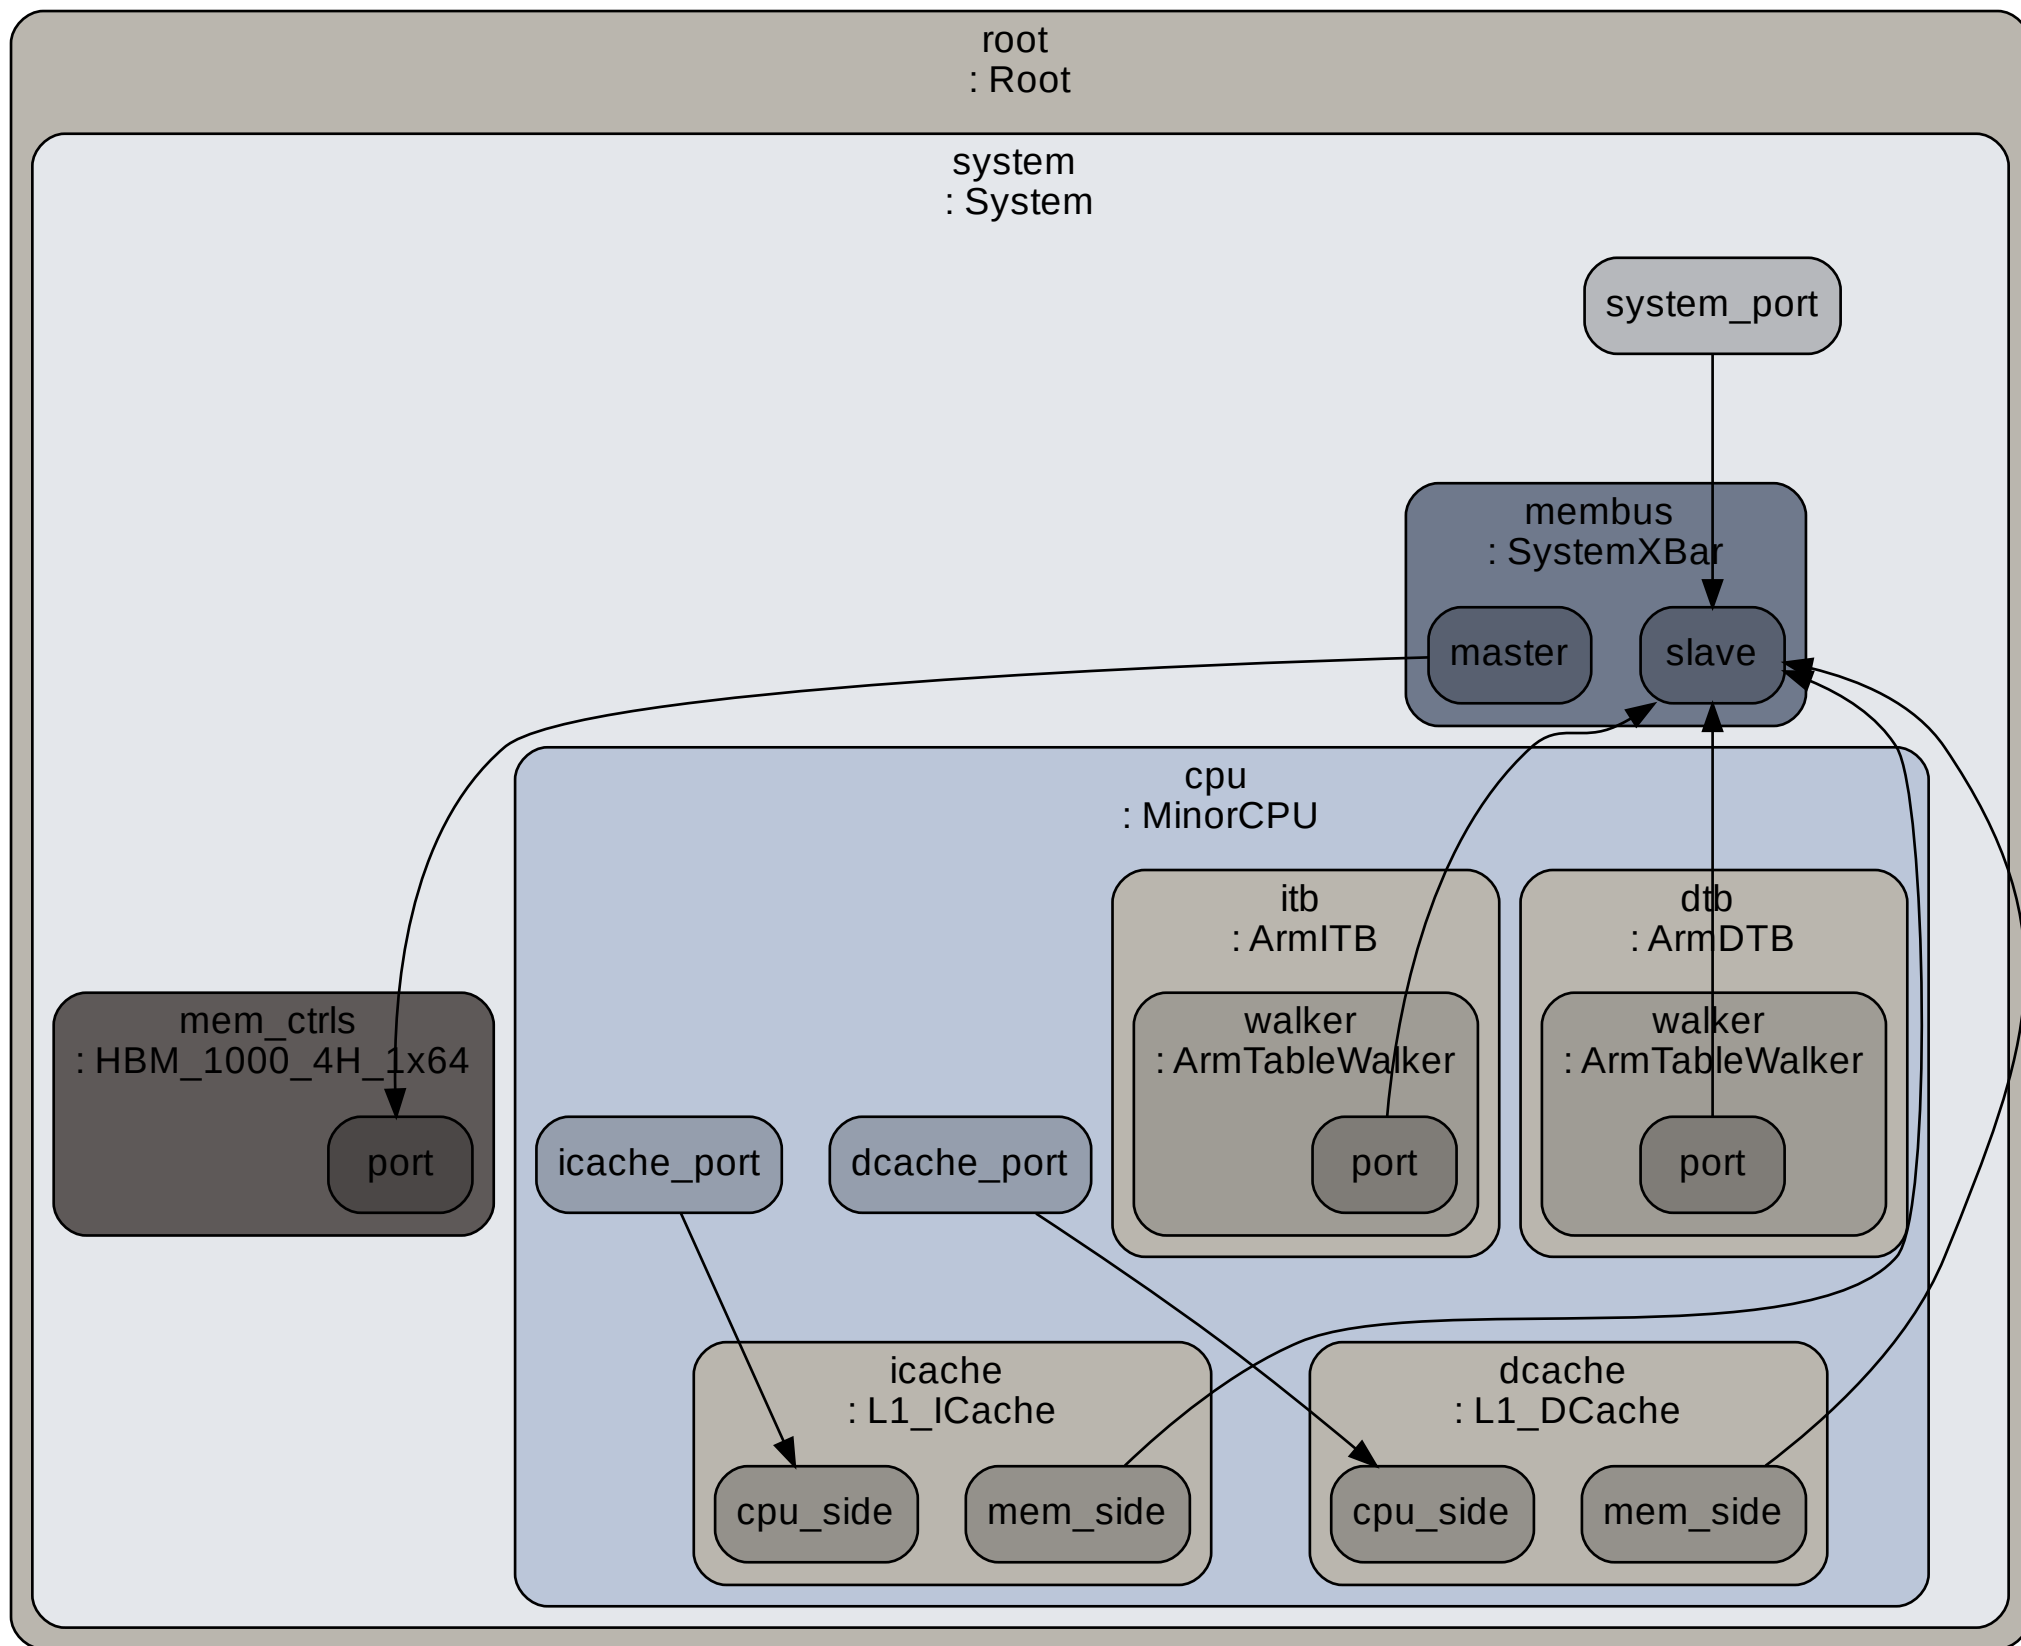 root
: Root
system
: System
system_port
membus
: SystemXBar
master
slave
cpu
: MinorCPU
itb
: ArmITB
dtb
: ArmDTB
mem_ctrls
: HBM_1000_4H_1x64
walker
: ArmTableWalker
walker
: ArmTableWalker
port
icache_port
dcache_port
port
port
icache
: L1_ICache
dcache
: L1_DCache
cpu_side
mem_side
cpu_side
mem_side